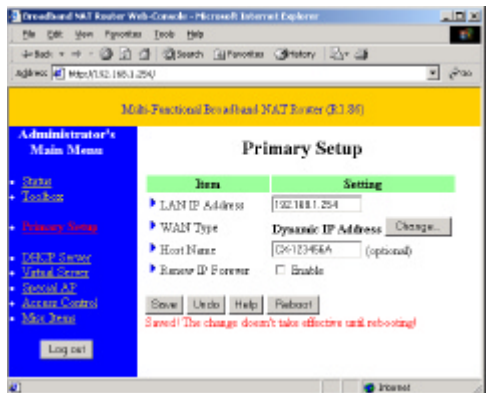 Broadband NAT Router Web-Console - Microsoft Internet Explorer
File Edit View Favorites Tools Help
Back Search Favorites History
Address http://192.168.1.254/ Go
Multi-Functional Broadband NAT Router (R1.86)
Administrator's
Main Menu
Status
Toolbox
Primary Setup
DHCP Server
Virtual Server
Special AP
Access Control
Misc Items
Log out
Primary Setup
Item Setting
LAN IP Address 192.168.1.254
WAN Type Dynamic IP Address Change...
Host Name CX-123456A (optional)
Renew IP Forever Enable
Save Undo Help Reboot
Saved! The change doesn't take effective until rebooting!
Internet